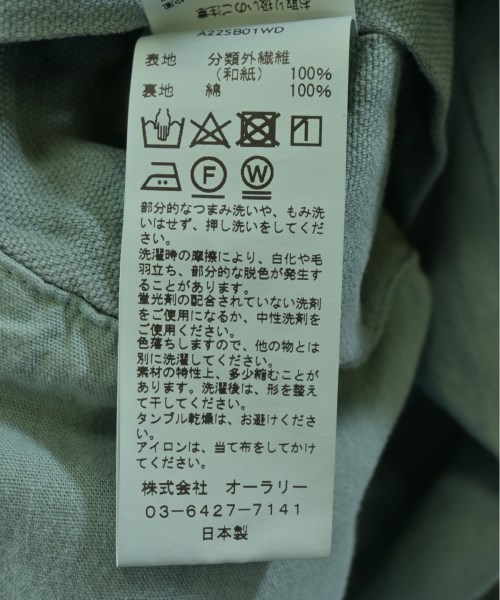 お取り扱いのご注意
A22SB01WD
表地 分類外繊維
(和紙) 100%
裏地 綿 100%
F
W
部分的なつまみ洗いや、もみ洗
いはせず、押し洗いをしてくだ
さい。
洗濯時の摩擦により、白化や毛
羽立ち、部分的な脱色が発生す
ることがあります。
蛍光剤の配合されていない洗剤
をご使用になるか、中性洗剤を
ご使用ください。
色落ちしますので、他の物とは
別に洗濯してください。
素材の特性上、多少縮むことが
あります。洗濯後は、形を整え
て干してください。
タンブル乾燥は、お避けくださ
い。
アイロンは、当て布をしてかけ
てください。
株式会社 オーラリー
03-6427-7141
日本製